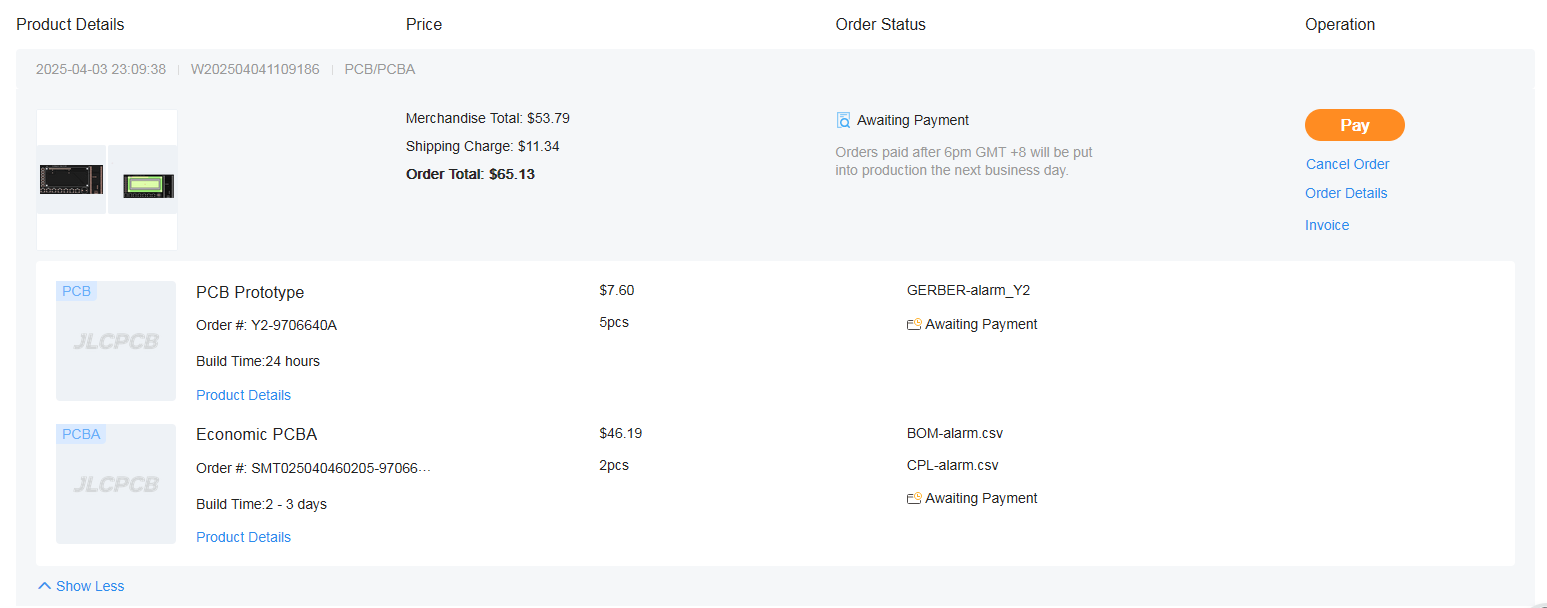 Product Details Price Order Status Operation
2025-04-03 23:09:38 W202504041109186 PCB/PCBA
Merchandise Total: $53.79
Shipping Charge: $11.34
Order Total: $65.13
Awaiting Payment
Orders paid after 6pm GMT +8 will be put
into production the next business day.
Pay
Cancel Order
Order Details
Invoice
PCB
JLCPCB
PCB Prototype
Order #: Y2-9706640A
Build Time:24 hours
Product Details
$7.60
5pcs
GERBER-alarm_Y2
Awaiting Payment
PCBA
JLCPCB
Economic PCBA
Order #: SMT025040460205-97066...
Build Time:2 - 3 days
Product Details
$46.19
2pcs
BOM-alarm.csv
CPL-alarm.csv
Awaiting Payment
Show Less